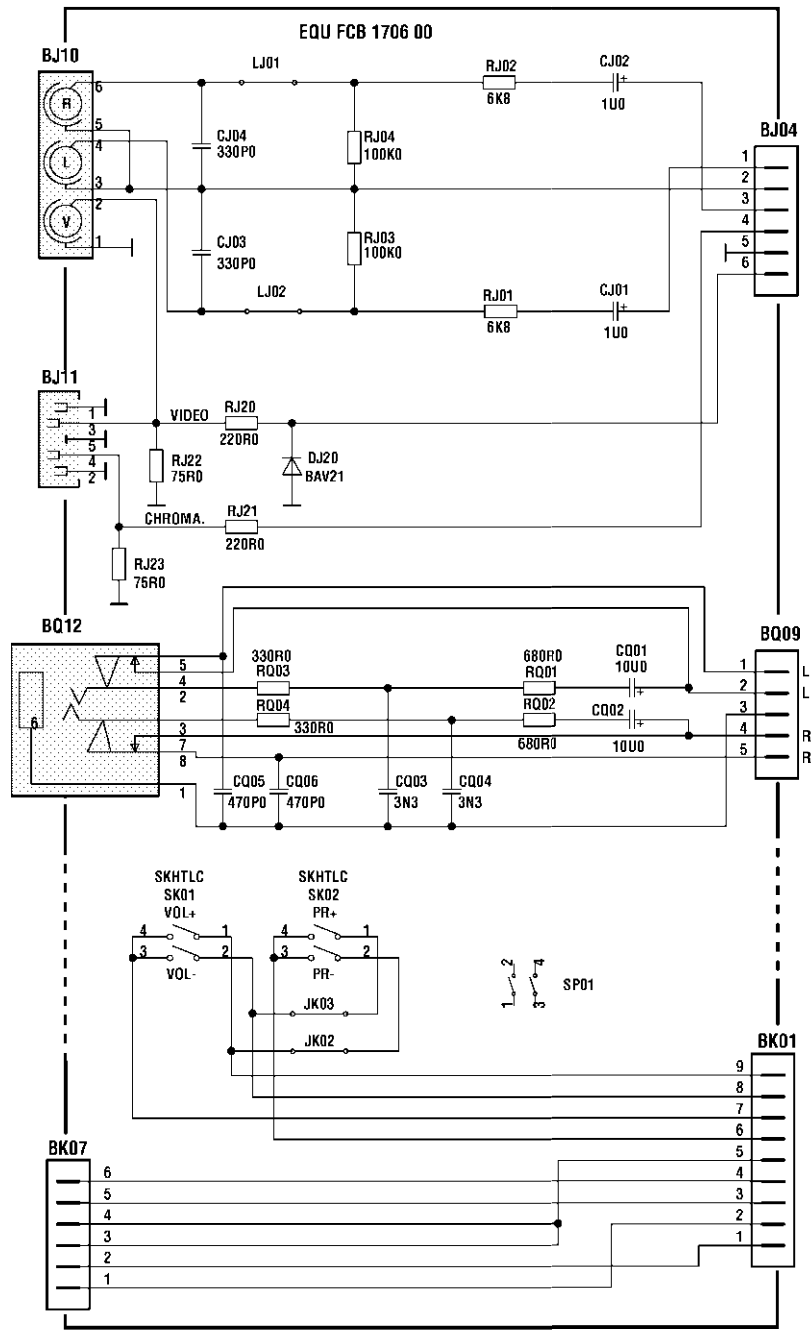 EQU FCB 1706 00
BJ10
LJ01
RJ02
6K8
CJ02
+
1U0
BJ04
6
R
5
4
L
3
2
V
1
CJ04
330P0
RJ04
100K0
CJ03
330P0
RJ03
100K0
LJ02
RJ01
6K8
CJ01
+
1U0
1
2
3
4
5
6
BJ11
1
3
5
4
2
VIDEO
RJ20
220R0
RJ22
75R0
DJ20
BAV21
CHROMA.
RJ21
220R0
RJ23
75R0
BQ12
5
4
2
6
3
7
8
1
330R0
RQ03
RQ04
330R0
680R0
RQ01
RQ02
680R0
CQ01
10U0
+
CQ02
+
10U0
BQ09
1 L
2 L
3
4 R
5 R
CQ05
470P0
CQ06
470P0
CQ03
3N3
CQ04
3N3
SKHTLC
SK01
VOL+
4 1
3 2
VOL-
SKHTLC
SK02
PR+
4 1
3 2
PR-
JK03
JK02
2 4
1 3
SP01
BK01
9
8
7
6
5
4
3
2
1
BK07
6
5
4
3
2
1